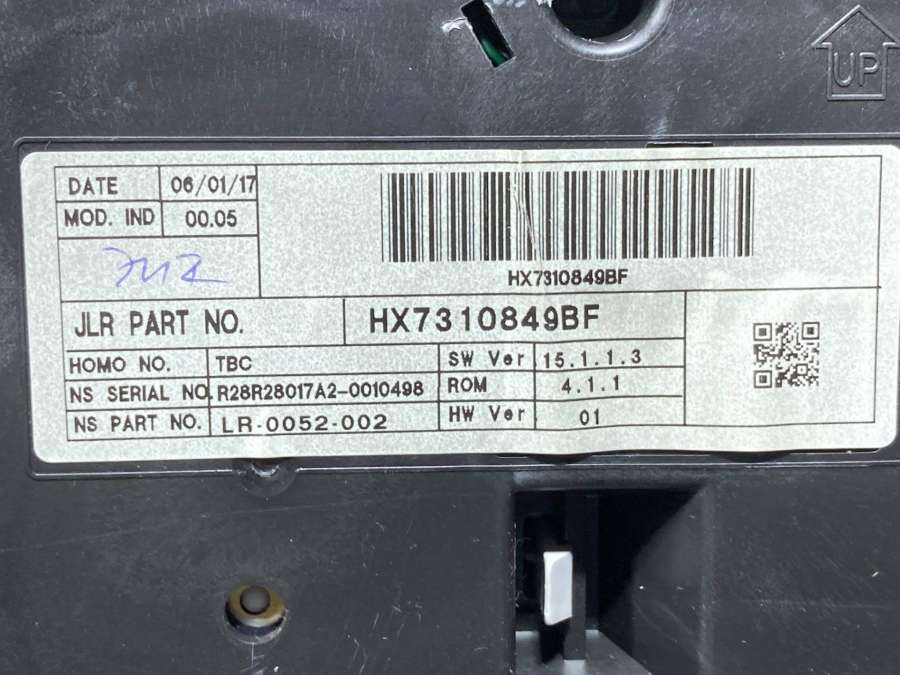 UP
DATE 06/01/17
MOD. IND 00.05
HX7310849BF
JLR PART NO. HX7310849BF
HOMO NO. TBC SW Ver 15.1.1.3
NS SERIAL NO. R28R28017A2-0010498 ROM 4.1.1
NS PART NO. LR-0052-002 HW Ver 01